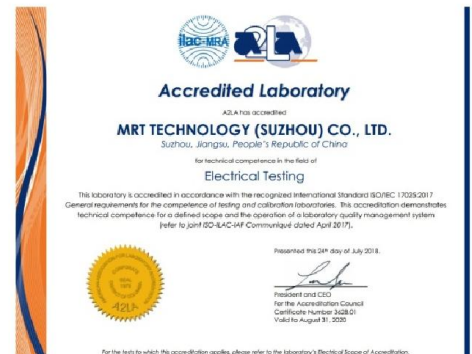 ilac-MRA
A2LA
Accredited Laboratory
A2LA has accredited
MRT TECHNOLOGY (SUZHOU) CO., LTD.
Suzhou, Jiangsu, People's Republic of China
for technical competence in the field of
Electrical Testing
This laboratory is accredited in accordance with the recognized International Standard ISO/IEC 17025:2017
General requirements for the competence of testing and calibration laboratories. This accreditation demonstrates
technical competence for a defined scope and the operation of a laboratory quality management system
(refer to joint ISO-ILAC-IAF Communiqué dated April 2017).
Presented this 24th day of July 2018.
President and CEO
For the Accreditation Council
Certificate Number 3628.01
Valid to August 31, 2020
SEAL
1978
A2LA
For the tests to which this accreditation applies, please refer to the laboratory's Electrical Scope of Accreditation.